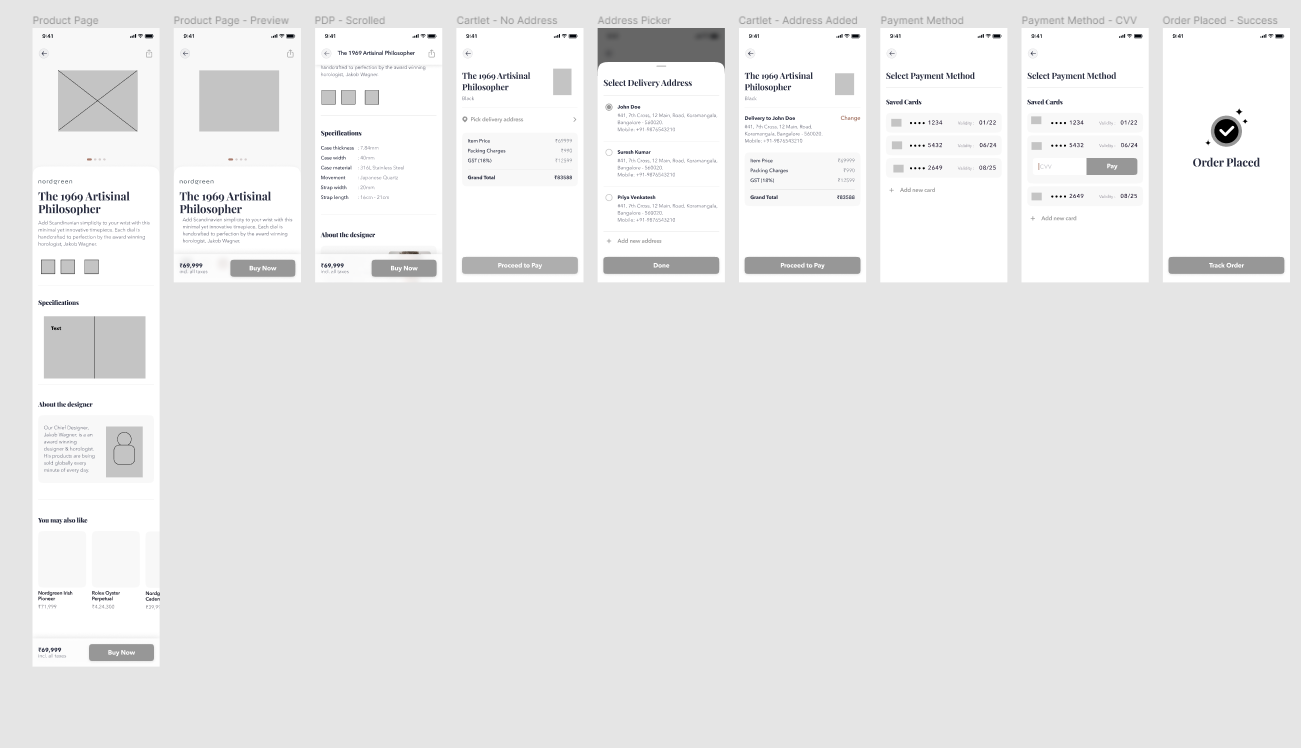 Product Page
9:41
nordgreen
The 1969 Artisinal
Philosopher
Add Scandinavian simplicity to your wrist with this
minimal yet innovative timepiece. Each dial is
handcrafted to perfection by the award winning
horologist, Jakob Wagner.
Specifications
Text
About the designer
Our Chief Designer,
Jakob Wagner, is a an
award winning
designer & horologist.
His products are being
sold globally every
minute of every day.
You may also like
Nordgreen Irish
Pioneer
₹11,999
Rolex Oyster
Perpetual
₹4,24,300
Nordg
Caden
₹39,9
₹69,999
incl. all taxes
Buy Now
Product Page - Preview
9:41
nordgreen
The 1969 Artisinal
Philosopher
Add Scandinavian simplicity to your wrist with this
minimal yet innovative timepiece. Each dial is
handcrafted to perfection by the award winning
horologist, Jakob Wagner.
₹69,999
incl. all taxes
Buy Now
PDP - Scrolled
9:41
The 1969 Artisinal Philosopher
handcrafted to perfection by the award winning
horologist, Jakob Wagner.
Specifications
Case thickness : 7.84mm
Case width : 40mm
Case material : 316L Stainless Steel
Movement : Japanese Quartz
Strap width : 20mm
Strap length : 16cm - 21cm
About the designer
₹69,999
incl. all taxes
Buy Now
Cartlet - No Address
9:41
The 1969 Artisinal
Philosopher
Black
Pick delivery address
Item Price ₹69999
Packing Charges ₹990
GST (18%) ₹12599
Grand Total ₹83588
Proceed to Pay
Address Picker
Select Delivery Address
John Doe
#41, 7th Cross, 12 Main, Road, Koramangala,
Bangalore - 560020.
Mobile: +91-9876543210
Suresh Kumar
#41, 7th Cross, 12 Main, Road, Koramangala,
Bangalore - 560020.
Mobile: +91-9876543210
Priya Venkatesh
#41, 7th Cross, 12 Main, Road, Koramangala,
Bangalore - 560020.
Mobile: +91-9876543210
Add new address
Done
Cartlet - Address Added
9:41
The 1969 Artisinal
Philosopher
Black
Delivery to John Doe Change
#41, 7th Cross, 12 Main, Road,
Koramangala, Bangalore - 560020.
Mobile: +91-9876543210
Item Price ₹69999
Packing Charges ₹990
GST (18%) ₹12599
Grand Total ₹83588
Proceed to Pay
Payment Method
9:41
Select Payment Method
Saved Cards
•••• 1234 Validity : 01/22
•••• 5432 Validity : 06/24
•••• 2649 Validity : 08/25
Add new card
Payment Method - CVV
9:41
Select Payment Method
Saved Cards
•••• 1234 Validity : 01/22
•••• 5432 Validity : 06/24
CVV Pay
•••• 2649 Validity : 08/25
Add new card
Order Placed - Success
9:41
Order Placed
Track Order